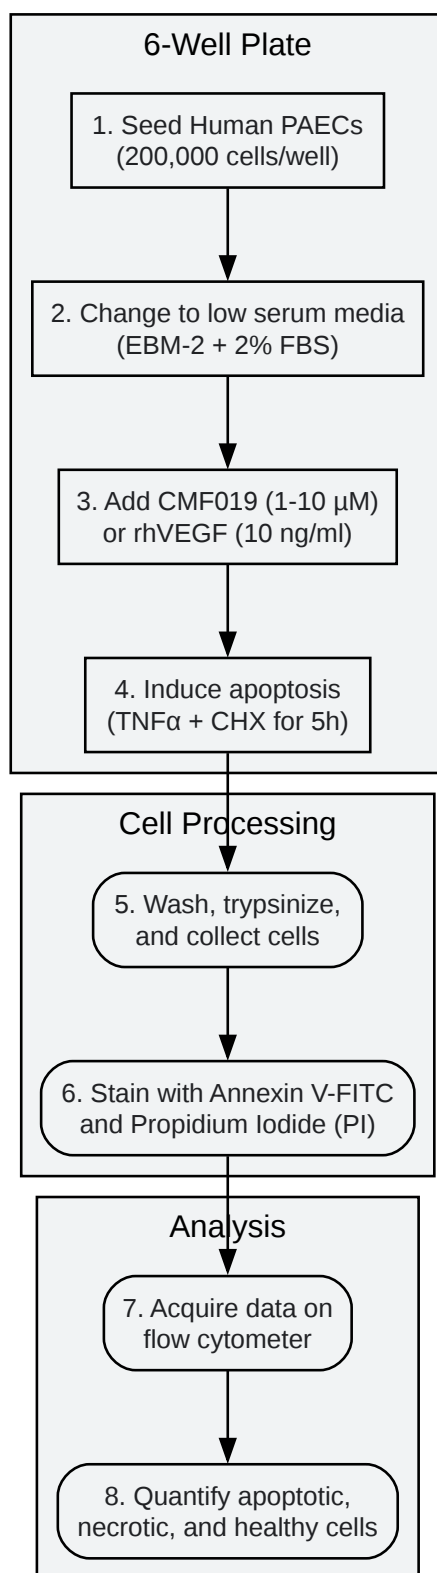 6-Well Plate
1. Seed Human PAECs
(200,000 cells/well)
2. Change to low serum media
(EBM-2 + 2% FBS)
3. Add CMF019 (1-10 µM)
or rhVEGF (10 ng/ml)
4. Induce apoptosis
(TNFα + CHX for 5h)
Cell Processing
5. Wash, trypsinize,
and collect cells
6. Stain with Annexin V-FITC
and Propidium Iodide (PI)
Analysis
7. Acquire data on
flow cytometer
8. Quantify apoptotic,
necrotic, and healthy cells